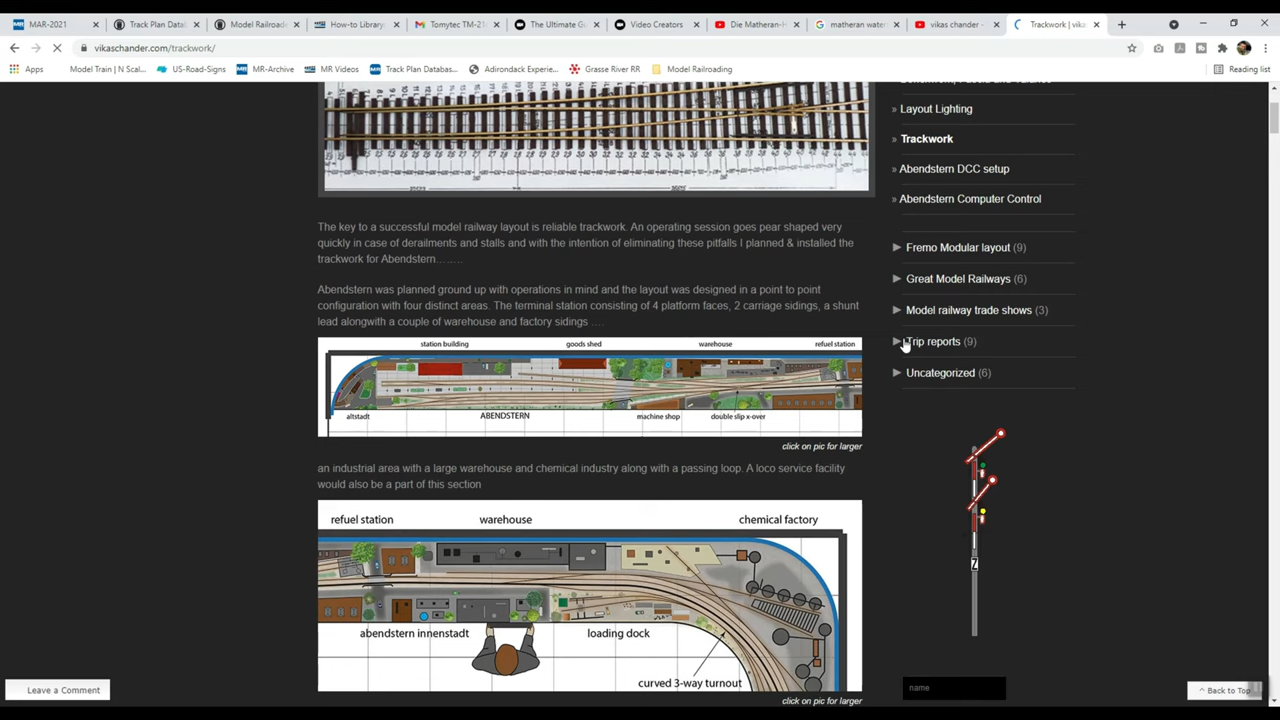 MAR-2021
Track Plan Data
Model Railroad
How-to Library
Tomytec TM-21
The Ultimate Gu
Video Creators
Die Matheran-H
matheran water
vikas chander -
Trackwork | vika
vikaschander.com/trackwork/
Apps
Model Train | N Scal...
US-Road-Signs
MR-Archive
MR Videos
Track Plan Databas...
Adirondack Experie...
Grasse River RR
Model Railroading
Reading list
» Layout Lighting
» Trackwork
» Abendstern DCC setup
» Abendstern Computer Control
Fremo Modular layout (9)
Great Model Railways (6)
Model railway trade shows (3)
Trip reports (9)
Uncategorized (6)
The key to a successful model railway layout is reliable trackwork. An operating session goes pear shaped very
quickly in case of derailments and stalls and with the intention of eliminating these pitfalls I planned & installed the
trackwork for Abendstern........
Abendstern was planned ground up with operations in mind and the layout was designed in a point to point
configuration with four distinct areas. The terminal station consisting of 4 platform faces, 2 carriage sidings, a shunt
lead alongwith a couple of warehouse and factory sidings ....
station building goods shed warehouse refuel station
altstadt ABENDSTERN machine shop double slip x-over
click on pic for larger
an industrial area with a large warehouse and chemical industry along with a passing loop. A loco service facility
would also be a part of this section
refuel station warehouse chemical factory
abendstern innenstadt loading dock
curved 3-way turnout
click on pic for larger
Z
name
Leave a Comment
Back to Top